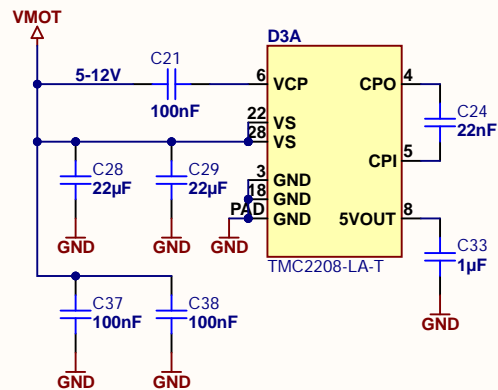 VMOT
D3A
C21
5-12V
100nF
6
VCP
CPO
4
C24
22nF
22
VS
28
VS
CPI
5
C28
22µF
C29
22µF
3
GND
18
GND
PAD
GND
5VOUT
8
GND
GND
GND
TMC2208-LA-T
C33
1µF
C37
100nF
C38
100nF
GND
GND
GND